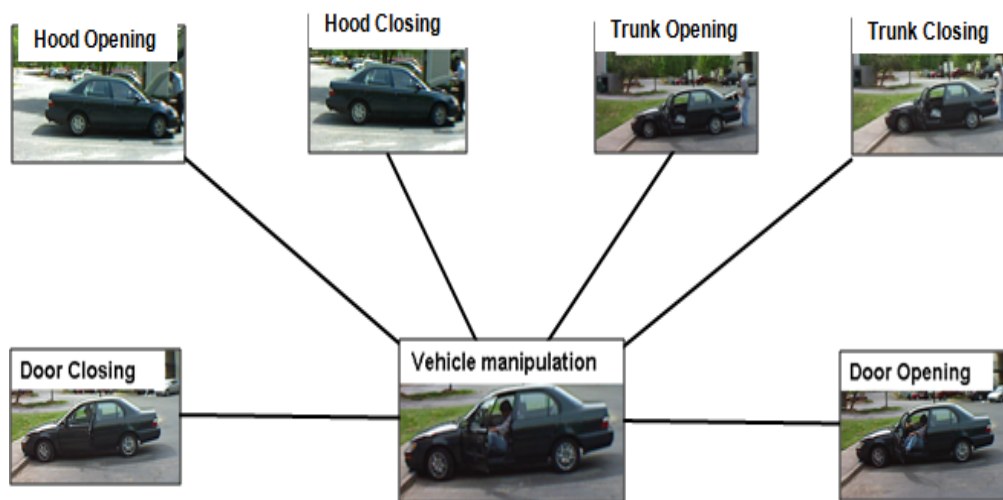 Hood Opening
Hood Closing
Trunk Opening
Trunk Closing
Door Closing
Vehicle manipulation
Door Opening